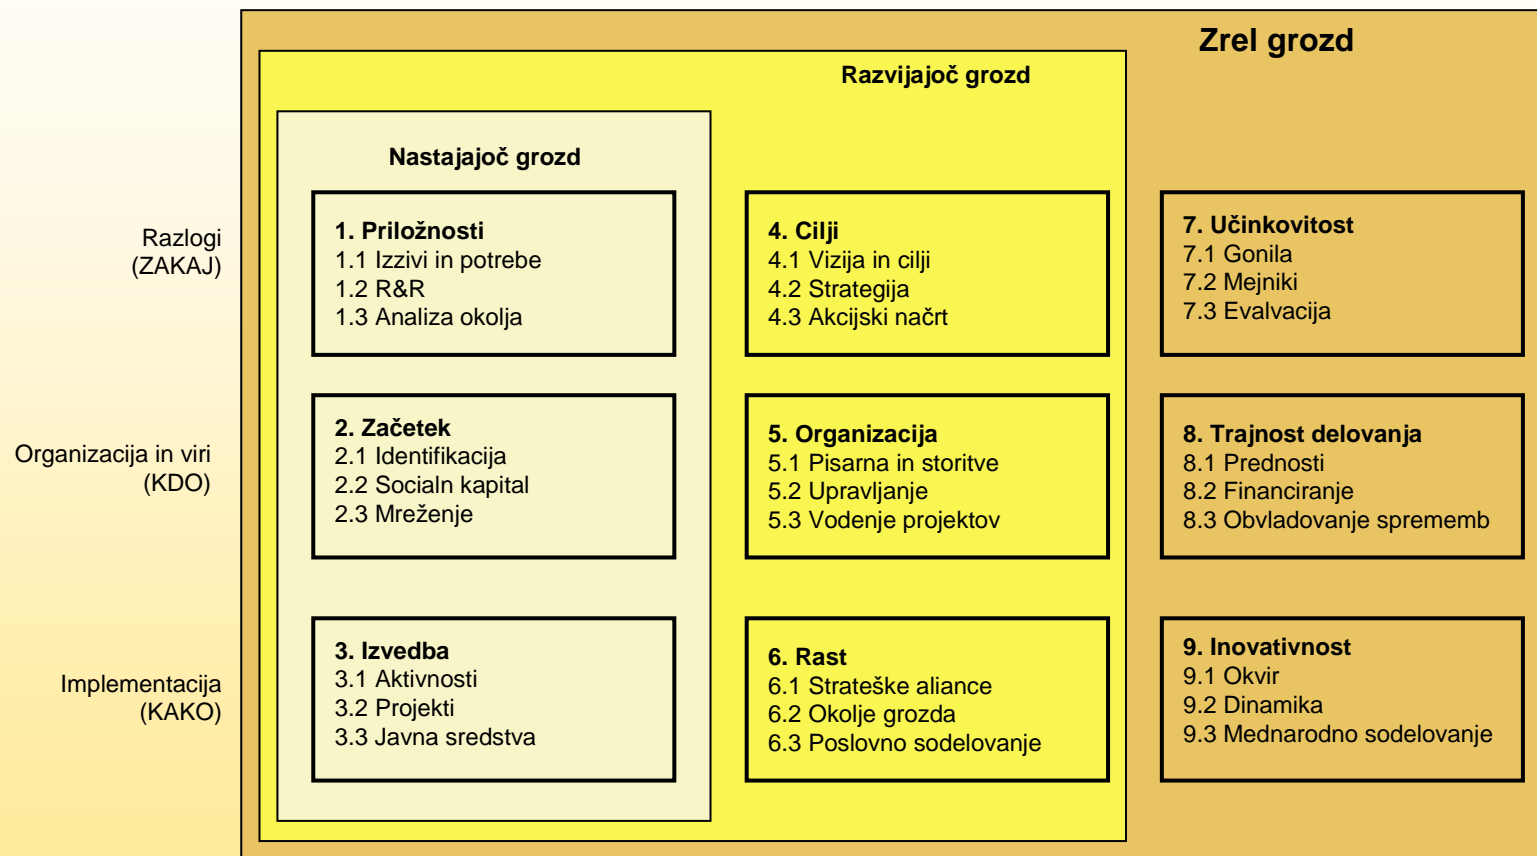 Zrel grozd
Razvijajoč grozd
Nastajajoč grozd
Razlogi
(ZAKAJ)
1. Priložnosti
1.1 Izzivi in potrebe
1.2 R&R
1.3 Analiza okolja
4. Cilji
4.1 Vizija in cilji
4.2 Strategija
4.3 Akcijski načrt
7. Učinkovitost
7.1 Gonila
7.2 Mejniki
7.3 Evalvacija
Organizacija in viri
(KDO)
2. Začetek
2.1 Identifikacija
2.2 Socialn kapital
2.3 Mreženje
5. Organizacija
5.1 Pisarna in storitve
5.2 Upravljanje
5.3 Vodenje projektov
8. Trajnost delovanja
8.1 Prednosti
8.2 Financiranje
8.3 Obvladovanje sprememb
Implementacija
(KAKO)
3. Izvedba
3.1 Aktivnosti
3.2 Projekti
3.3 Javna sredstva
6. Rast
6.1 Strateške aliance
6.2 Okolje grozda
6.3 Poslovno sodelovanje
9. Inovativnost
9.1 Okvir
9.2 Dinamika
9.3 Mednarodno sodelovanje